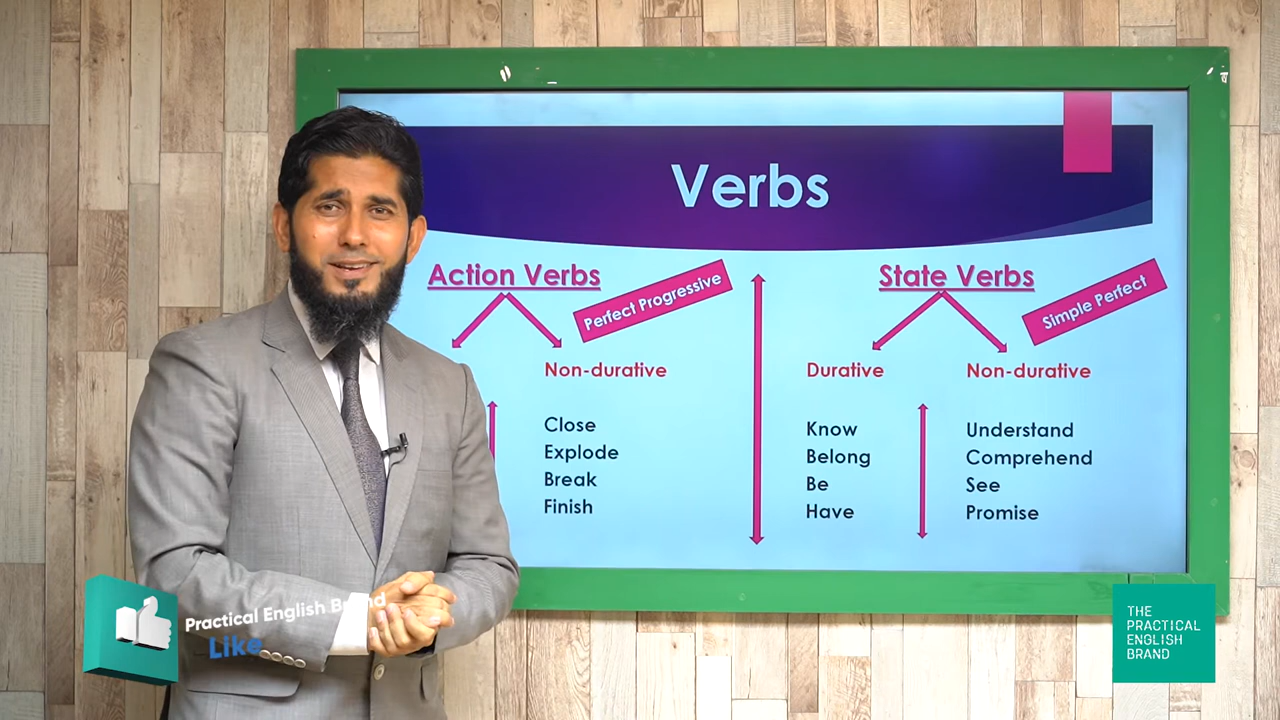 Verbs
Action Verbs
Perfect Progressive
State Verbs
Simple Perfect
Non-durative
Durative
Non-durative
Close
Explode
Break
Finish
Know
Belong
Be
Have
Understand
Comprehend
See
Promise
Practical English Brand
Like
THE
PRACTICAL
ENGLISH
BRAND